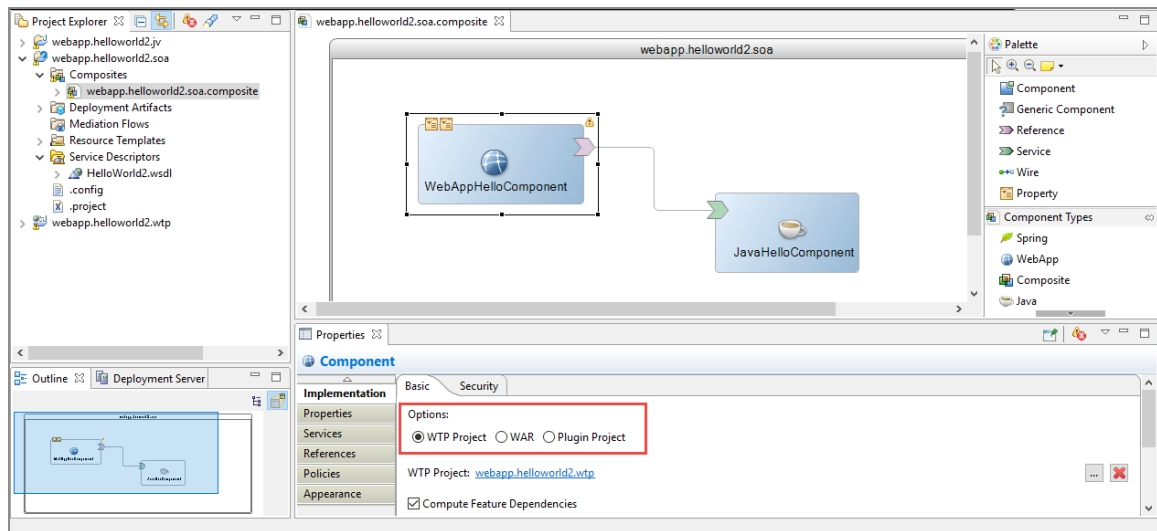 Project Explorer
webapp.helloworld2.jv
webapp.helloworld2.soa
Composites
webapp.helloworld2.soa.composite
Deployment Artifacts
Mediation Flows
Resource Templates
Service Descriptors
HelloWorld2.wsdl
.config
.project
webapp.helloworld2.wtp
webapp.helloworld2.soa.composite
webapp.helloworld2.soa
WebAppHelloComponent
JavaHelloComponent
Palette
Component
Generic Component
Reference
Service
Wire
Property
Component Types
Spring
WebApp
Composite
Java
Outline
Deployment Server
Properties
Component
Implementation
Properties
Services
References
Policies
Appearance
Basic
Security
Options:
WTP Project WAR Plugin Project
WTP Project: webapp.helloworld2.wtp
...
Compute Feature Dependencies